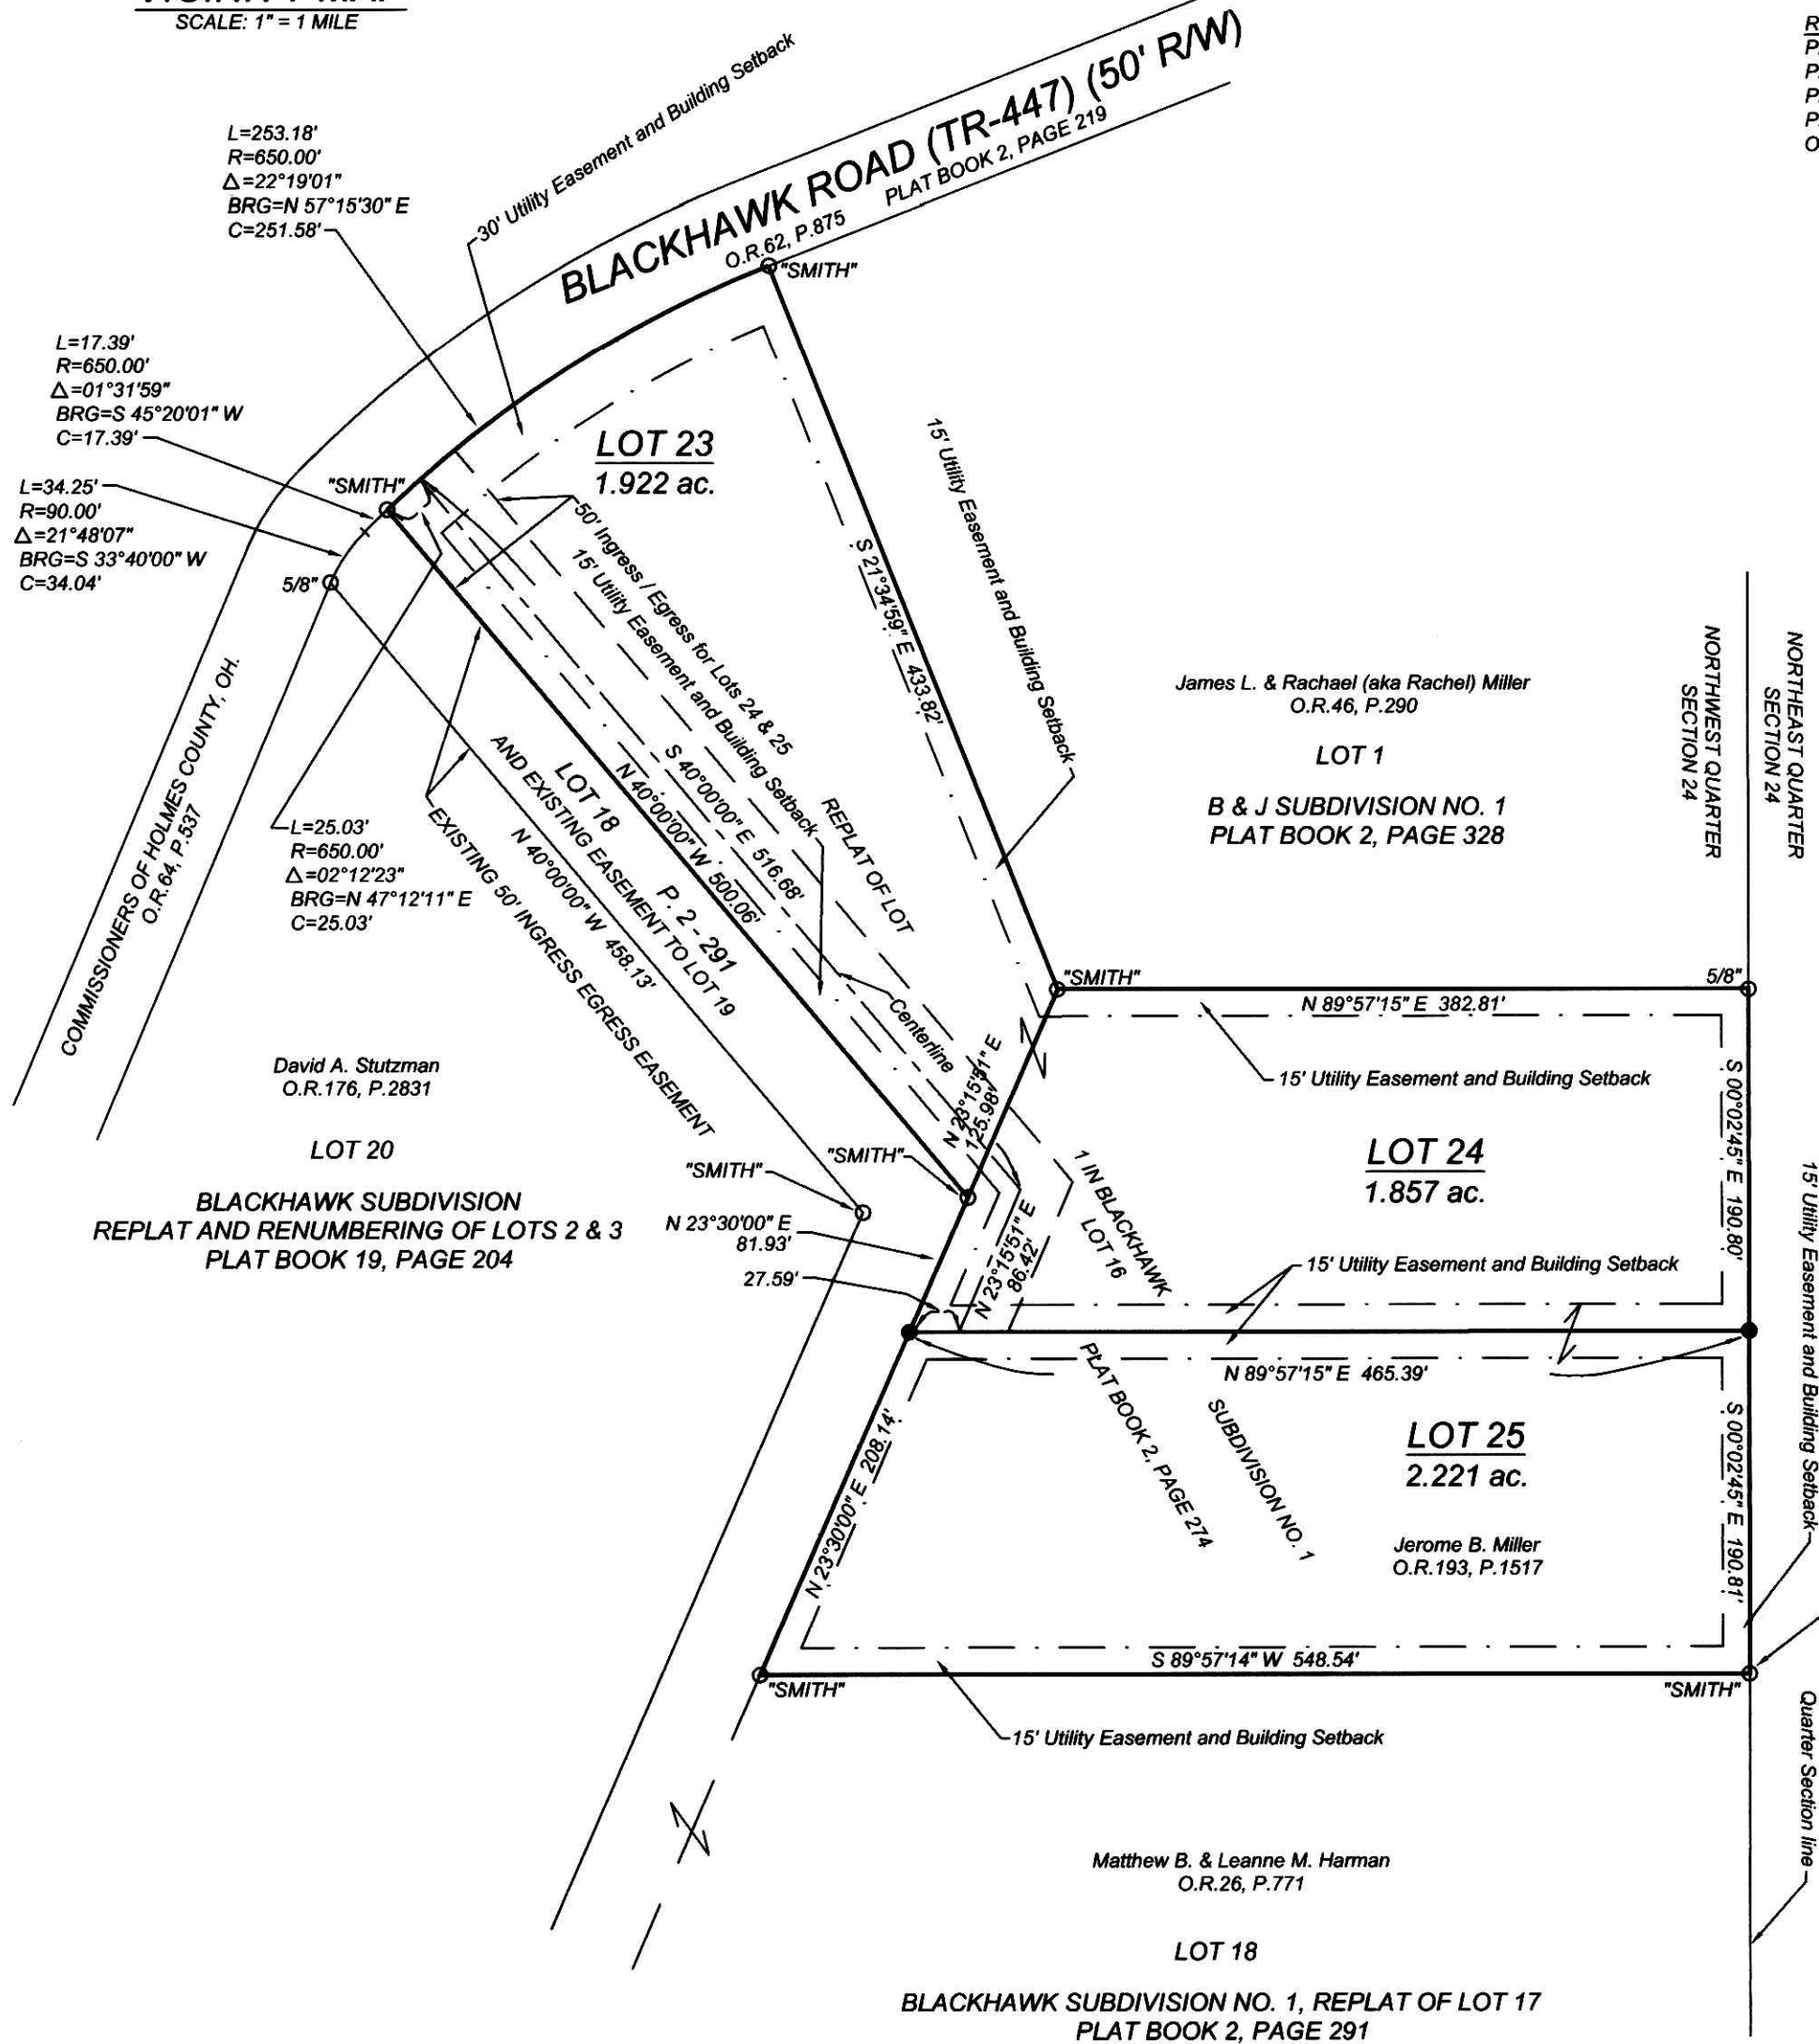 SCALE: 1" = 1 MILE
30' Utility Easement and Building Setback
BLACKHAWK ROAD (TR-447) (50' R/W)
O.R.62, P.875
PLAT BOOK 2, PAGE 219
L=253.18'
R=650.00'
Δ=22°19'01"
BRG=N 57°15'30" E
C=251.58'
"SMITH"
L=17.39'
R=650.00'
Δ=01°31'59"
BRG=S 45°20'01" W
C=17.39'
L=34.25'
R=90.00'
Δ=21°48'07"
BRG=S 33°40'00" W
C=34.04'
"SMITH"
5/8"
LOT 23
1.922 ac.
50' Ingress / Egress for Lots 24 & 25
15' Utility Easement and Building Setback
S 21°34'59" E 433.82'
15' Utility Easement and Building Setback
James L. & Rachael (aka Rachel) Miller
O.R.46, P.290
LOT 1
B & J SUBDIVISION NO. 1
PLAT BOOK 2, PAGE 328
NORTHWEST QUARTER
SECTION 24
NORTHEAST QUARTER
SECTION 24
COMMISSIONERS OF HOLMES COUNTY, OH.
O.R.64, P.537
L=25.03'
R=650.00'
Δ=02°12'23"
BRG=N 47°12'11" E
C=25.03'
S 40°00'00" E 516.68'
N 40°00'00" W 500.06'
LOT 18
P. 2 - 291
AND EXISTING EASEMENT TO LOT 19
N 40°00'00" W 458.13'
EXISTING 50' INGRESS EGRESS EASEMENT
REPLAT OF LOT
Centerline
David A. Stutzman
O.R.176, P.2831
LOT 20
BLACKHAWK SUBDIVISION
REPLAT AND RENUMBERING OF LOTS 2 & 3
PLAT BOOK 19, PAGE 204
"SMITH"
5/8"
N 89°57'15" E 382.81'
15' Utility Easement and Building Setback
N 23°15'51" E
125.98'
"SMITH"
"SMITH"
N 23°30'00" E
81.93'
27.59'
N 23°15'51" E
86.42'
1 IN BLACKHAWK
LOT 16
LOT 24
1.857 ac.
S 00°02'45" E 190.80'
15' Utility Easement and Building Setback
15' Utility Easement and Building Setback
N 89°57'15" E 465.39'
PLAT BOOK 2, PAGE 274
SUBDIVISION NO. 1
LOT 25
2.221 ac.
Jerome B. Miller
O.R.193, P.1517
S 00°02'45" E 190.81'
N 23°30'00" E 208.14'
S 89°57'14" W 548.54'
"SMITH"
"SMITH"
15' Utility Easement and Building Setback
Quarter Section line
Matthew B. & Leanne M. Harman
O.R.26, P.771
LOT 18
BLACKHAWK SUBDIVISION NO. 1, REPLAT OF LOT 17
PLAT BOOK 2, PAGE 291